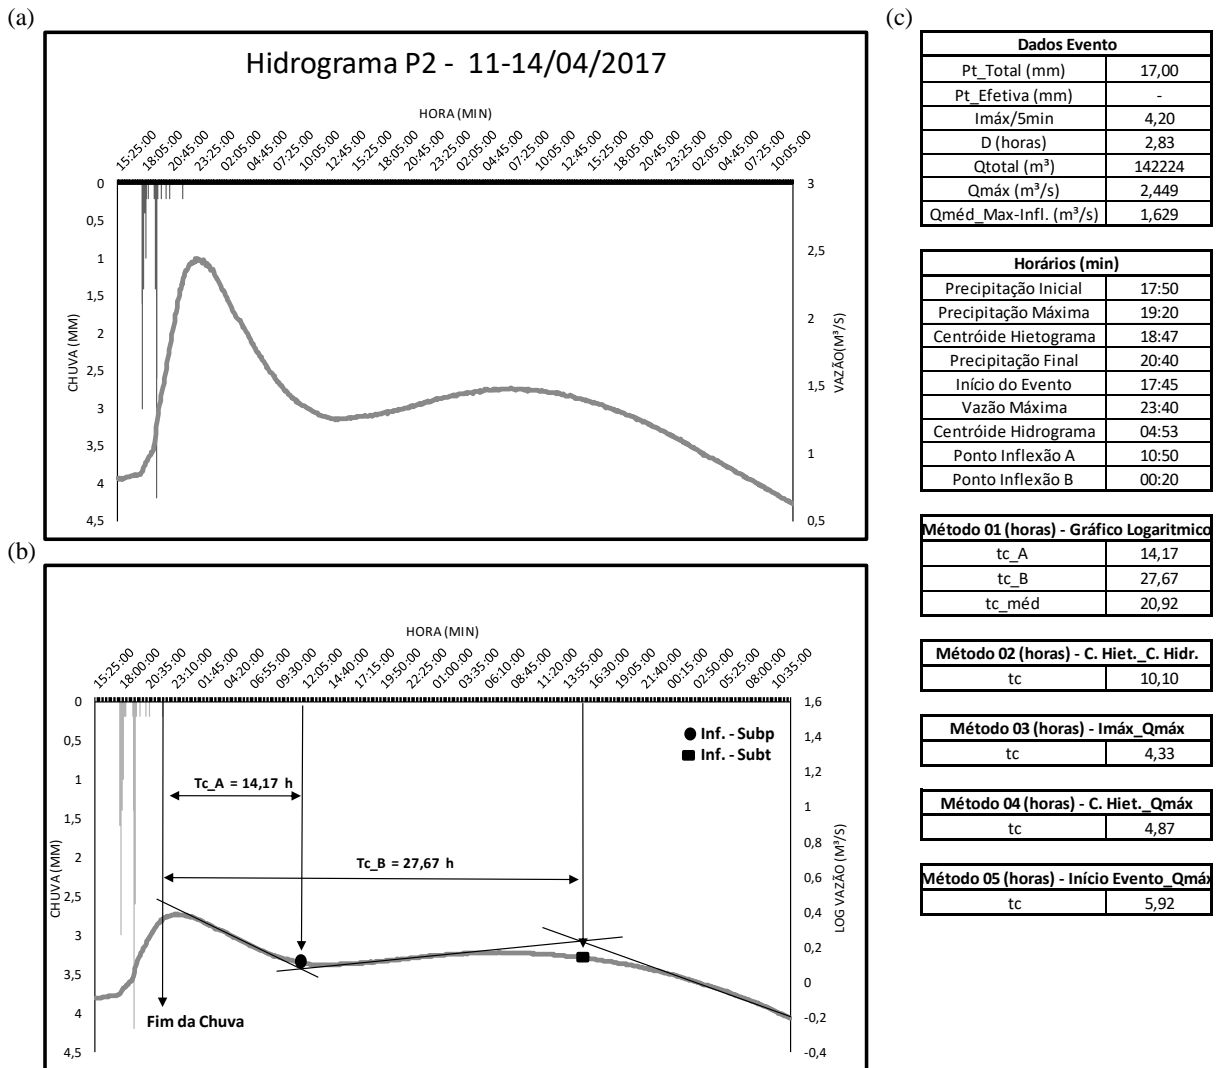 (a)
Hidrograma P2 - 11-14/04/2017
HORA (MIN)
15:25:00 18:05:00 20:45:00 23:25:00 02:05:00 04:45:00 07:25:00 10:05:00 12:45:00 15:25:00 18:05:00 20:45:00 23:25:00 02:05:00 04:45:00 07:25:00 10:05:00 12:45:00 15:25:00 18:05:00 20:45:00 23:25:00 02:05:00 04:45:00 07:25:00 10:05:00
0
0,5
1
1,5
2
2,5
3
3,5
4
4,5
CHUVA (MM)
3
2,5
2
1,5
1
0,5
VAZÃO(M³/S)
(b)
HORA (MIN)
15:25:00 18:00:00 20:35:00 23:10:00 01:45:00 04:20:00 06:55:00 09:30:00 12:05:00 14:40:00 17:15:00 19:50:00 22:25:00 01:00:00 03:35:00 06:10:00 08:45:00 11:20:00 13:55:00 16:30:00 19:05:00 21:40:00 00:15:00 02:50:00 05:25:00 08:00:00 10:35:00
0
0,5
1
1,5
2
2,5
3
3,5
4
4,5
CHUVA (MM)
1,6
1,4
1,2
1
0,8
0,6
0,4
0,2
0
-0,2
-0,4
LOG VAZÃO (M³/S)
Inf. - Subp
Inf. - Subt
Tc_A = 14,17 h
Tc_B = 27,67 h
Fim da Chuva
(c)
Dados Evento
Pt_Total (mm) 17,00
Pt_Efetiva (mm) -
Imáx/5min 4,20
D (horas) 2,83
Qtotal (m³) 142224
Qmáx (m³/s) 2,449
Qméd_Max-Infl. (m³/s) 1,629
Horários (min)
Precipitação Inicial 17:50
Precipitação Máxima 19:20
Centróide Hietograma 18:47
Precipitação Final 20:40
Início do Evento 17:45
Vazão Máxima 23:40
Centróide Hidrograma 04:53
Ponto Inflexão A 10:50
Ponto Inflexão B 00:20
Método 01 (horas) - Gráfico Logaritmico
tc_A 14,17
tc_B 27,67
tc_méd 20,92
Método 02 (horas) - C. Hiet._C. Hidr.
tc 10,10
Método 03 (horas) - Imáx_Qmáx
tc 4,33
Método 04 (horas) - C. Hiet._Qmáx
tc 4,87
Método 05 (horas) - Início Evento_Qmáx
tc 5,92